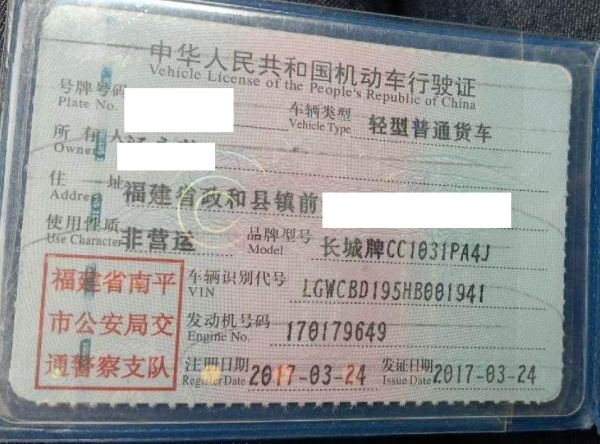 中华人民共和国机动车行驶证
Vehicle License of the People's Republic of China
号牌号码
Plate No.
车辆类型 轻型普通货车
Vehicle Type
所有人
Owner
住址 福建省政和县镇前
Address
使用性质 非营运
Use Character
品牌型号 长城牌CC1031PA4J
Model
福建省南平
市公安局交
通警察支队
车辆识别代号 LGWCBD195HB001941
VIN
发动机号码 170179649
Engine No.
注册日期 2017-03-24
Register Date
发证日期 2017-03-24
Issue Date